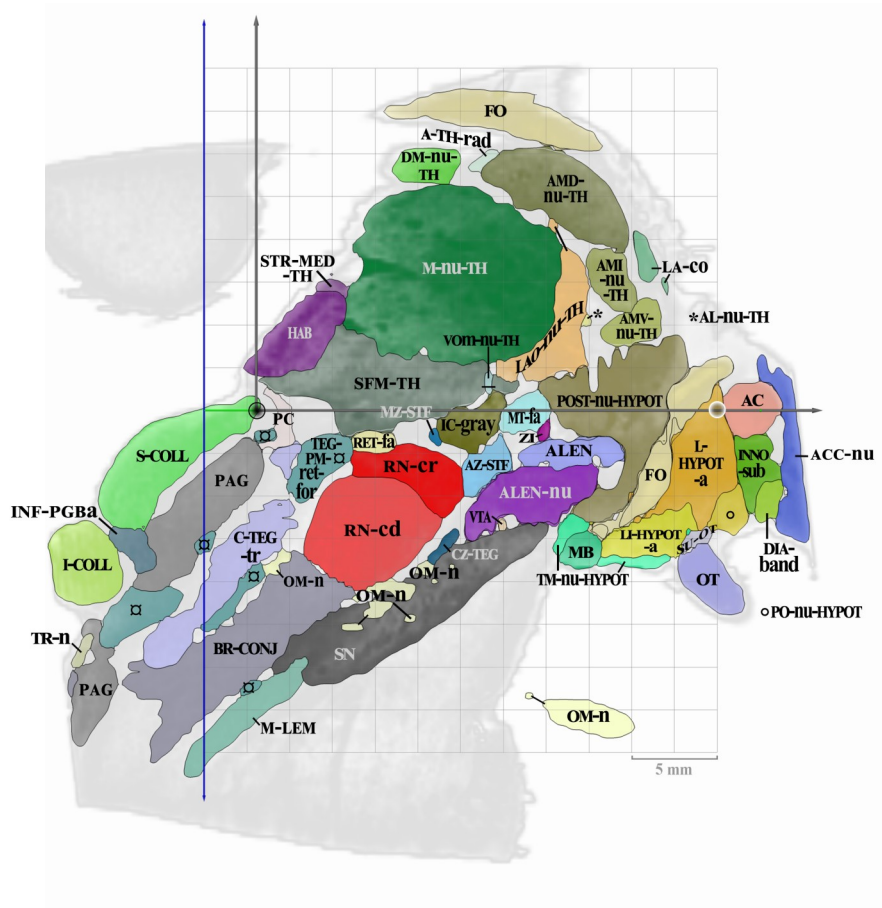 FO
A-TH-rad
DM-nu-
TH
AMD-
nu-TH
STR-MED
-TH
M-nu-TH
LA-co
AMI
-nu
-TH
HAB
LAO-nu-TH
*
AMV-
nu-TH
*AL-nu-TH
VOm-nu-TH
SFM-TH
POST-nu-HYPOT
AC
MZ-STF
PC
IC-gray
MT-fa
ZI
¤
TEG-
PM-¤
ret-
for
RET-fa
S-COLL
PAG
RN-cr
AZ-STF
ALEN
L-
HYPOT
-a
INNO
-sub
ACC-nu
FO
ALEN-nu
INF-PGBa
C-TEG
-tr
RN-cd
VTA
¤
CZ-TEG
MB
LI-HYPOT
-a
SU-OT
DIA-
band
I-COLL
OM-n
¤
OM-n
TM-nu-HYPOT
OT
OM-n
¤
PO-nu-HYPOT
TR-n
BR-CONJ
SN
PAG
¤
M-LEM
OM-n
5 mm